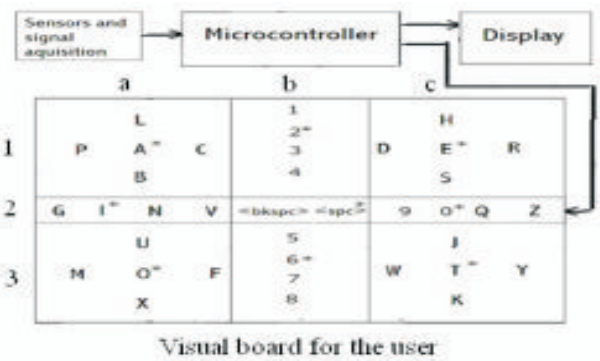 Sensors and
signal
aquisition
Microcontroller
Display
a b c
L 1 H
2*
P A* C 3 D E* R
B 4 S
1
2 G I* N V <bkspc> <spc>* 9 0* Q Z
U 5 J
M O* F 6* W T* Y
7
X 8 K
3
Visual board for the user